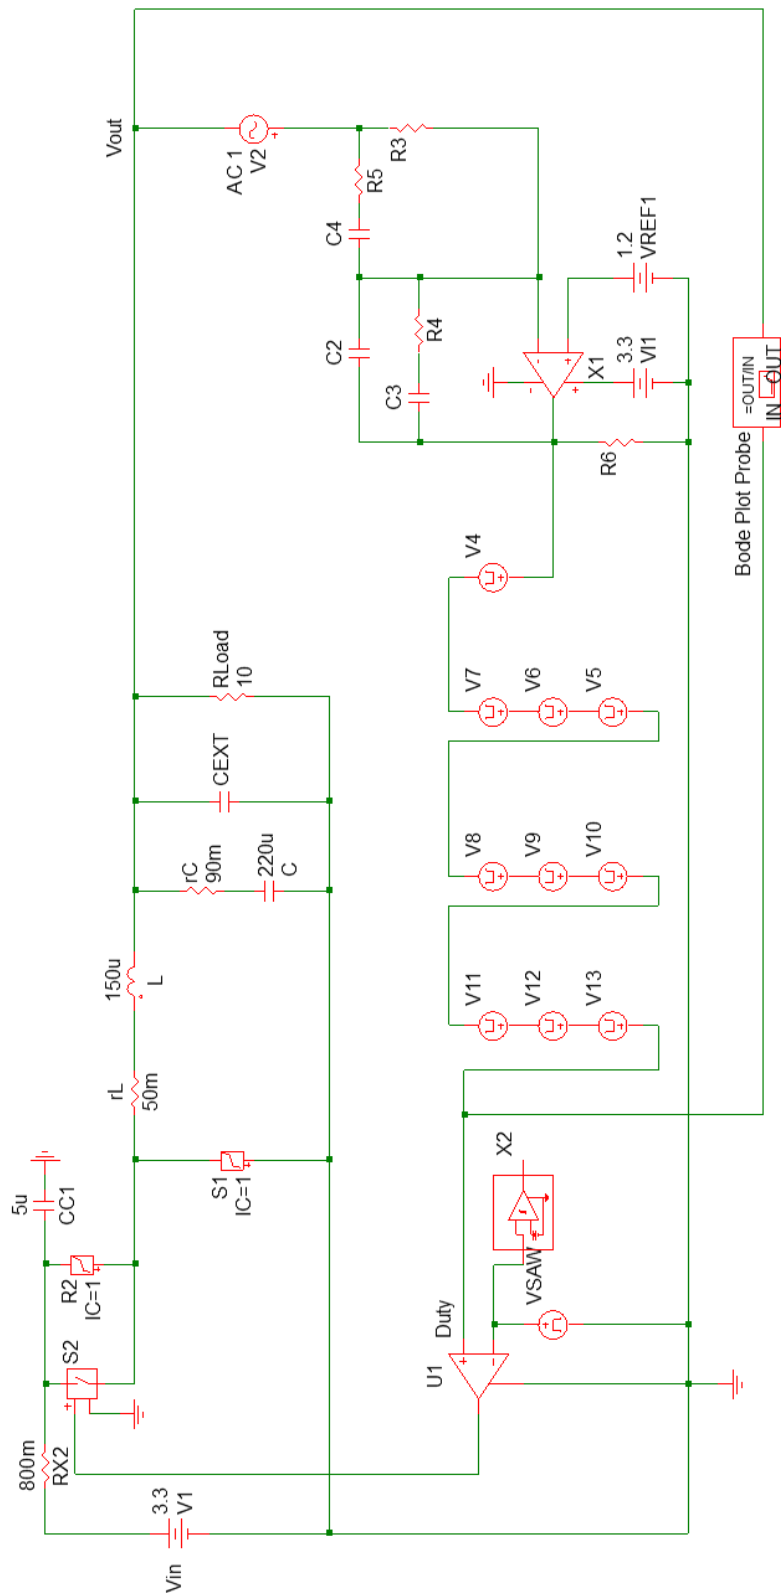 Vin
3.3
V1
800m
RX2
S2
R2
IC=1
5u
CC1
S1
IC=1
rL
50m
150u
L
rC
90m
220u
C
CEXT
RLoad
10
Vout
AC 1
V2
R3
R5
C4
C2
R4
C3
X1
1.2
VREF1
3.3
VI1
R6
V4
V7
V6
V5
V8
V9
V10
V11
V12
V13
U1
Duty
VSAW
X2
Bode Plot Probe
=OUT/IN
IN OUT